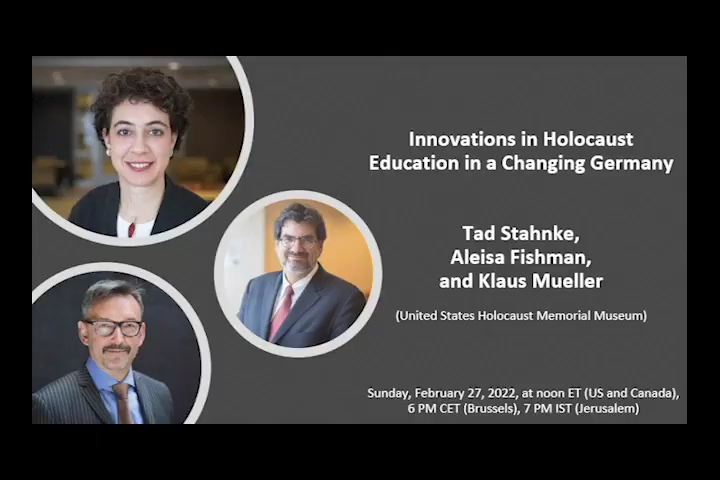 Innovations in Holocaust
Education in a Changing Germany
Tad Stahnke,
Aleisa Fishman,
and Klaus Mueller
(United States Holocaust Memorial Museum)
Sunday, February 27, 2022, at noon ET (US and Canada),
6 PM CET (Brussels), 7 PM IST (Jerusalem)